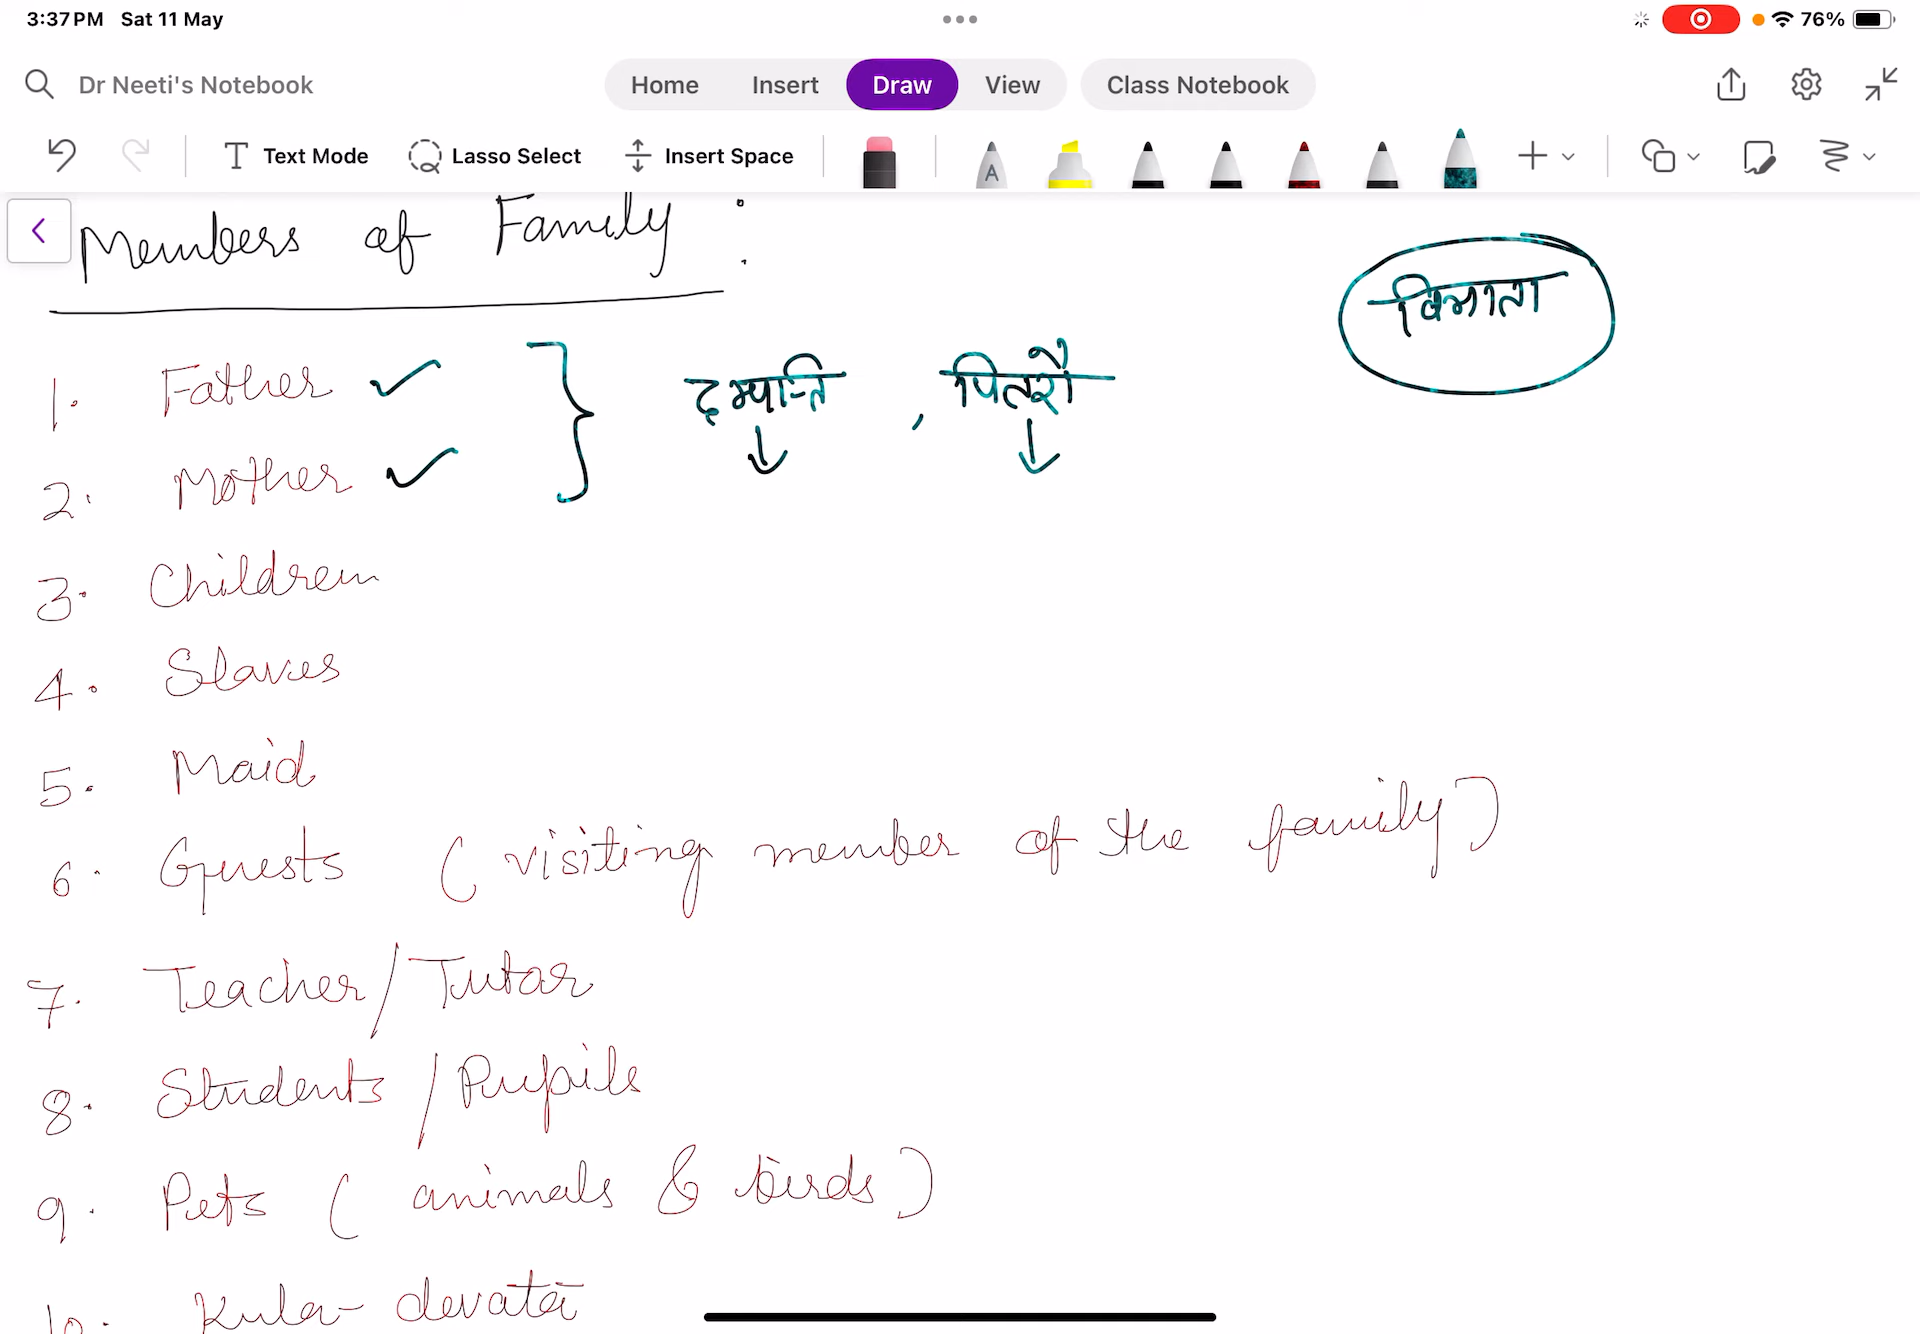 3:37 PM Sat 11 May 76%
Dr Neeti's Notebook Home Insert Draw View Class Notebook
Text Mode Lasso Select Insert Space A
Members of Family :
विमाता
1. Father ✓ दम्पत्ति , पितरौ
2. Mother ✓
3. Children
4. Slaves
5. Maid
6. Guests (visiting member of the family)
7. Teacher/Tutor
8. Students/Pupils
9. Pets (animals & birds)
10. Kula-devatā